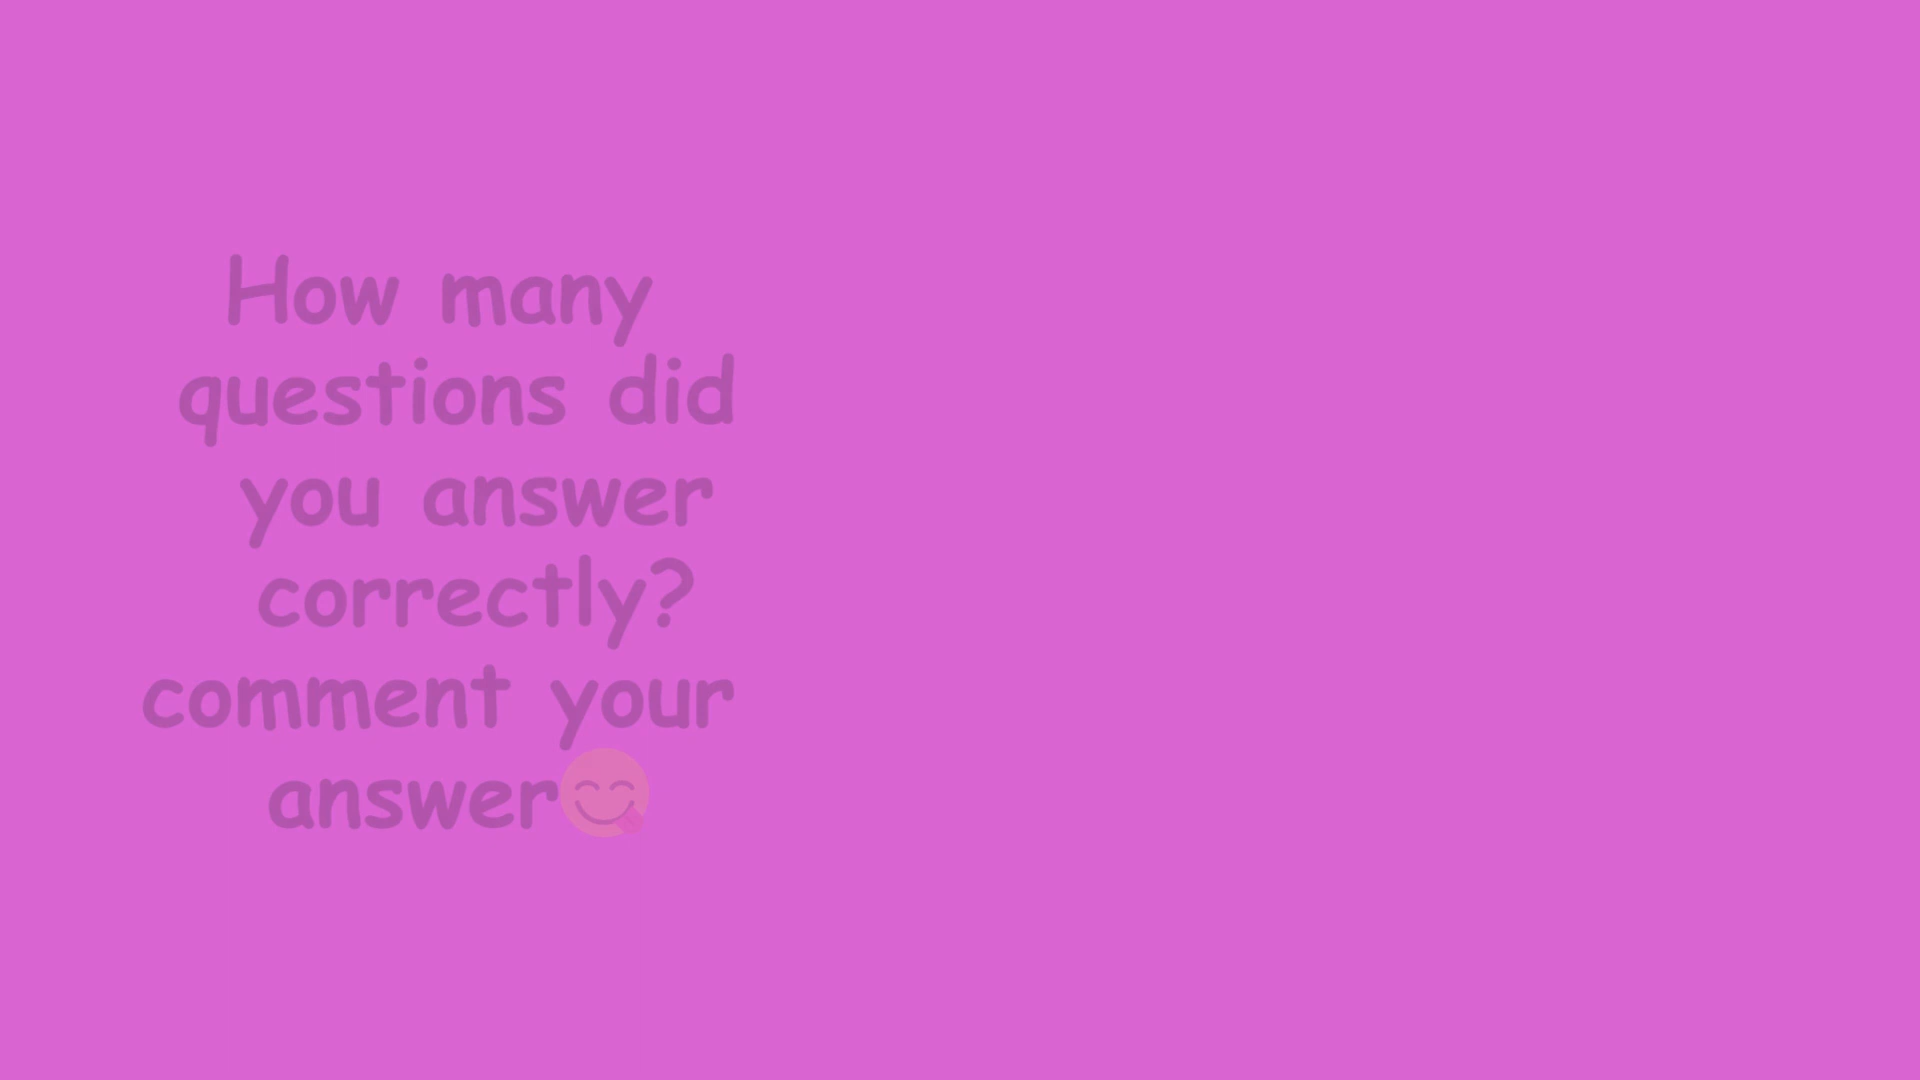 How many
questions did
you answer
correctly?
comment your
answer😋